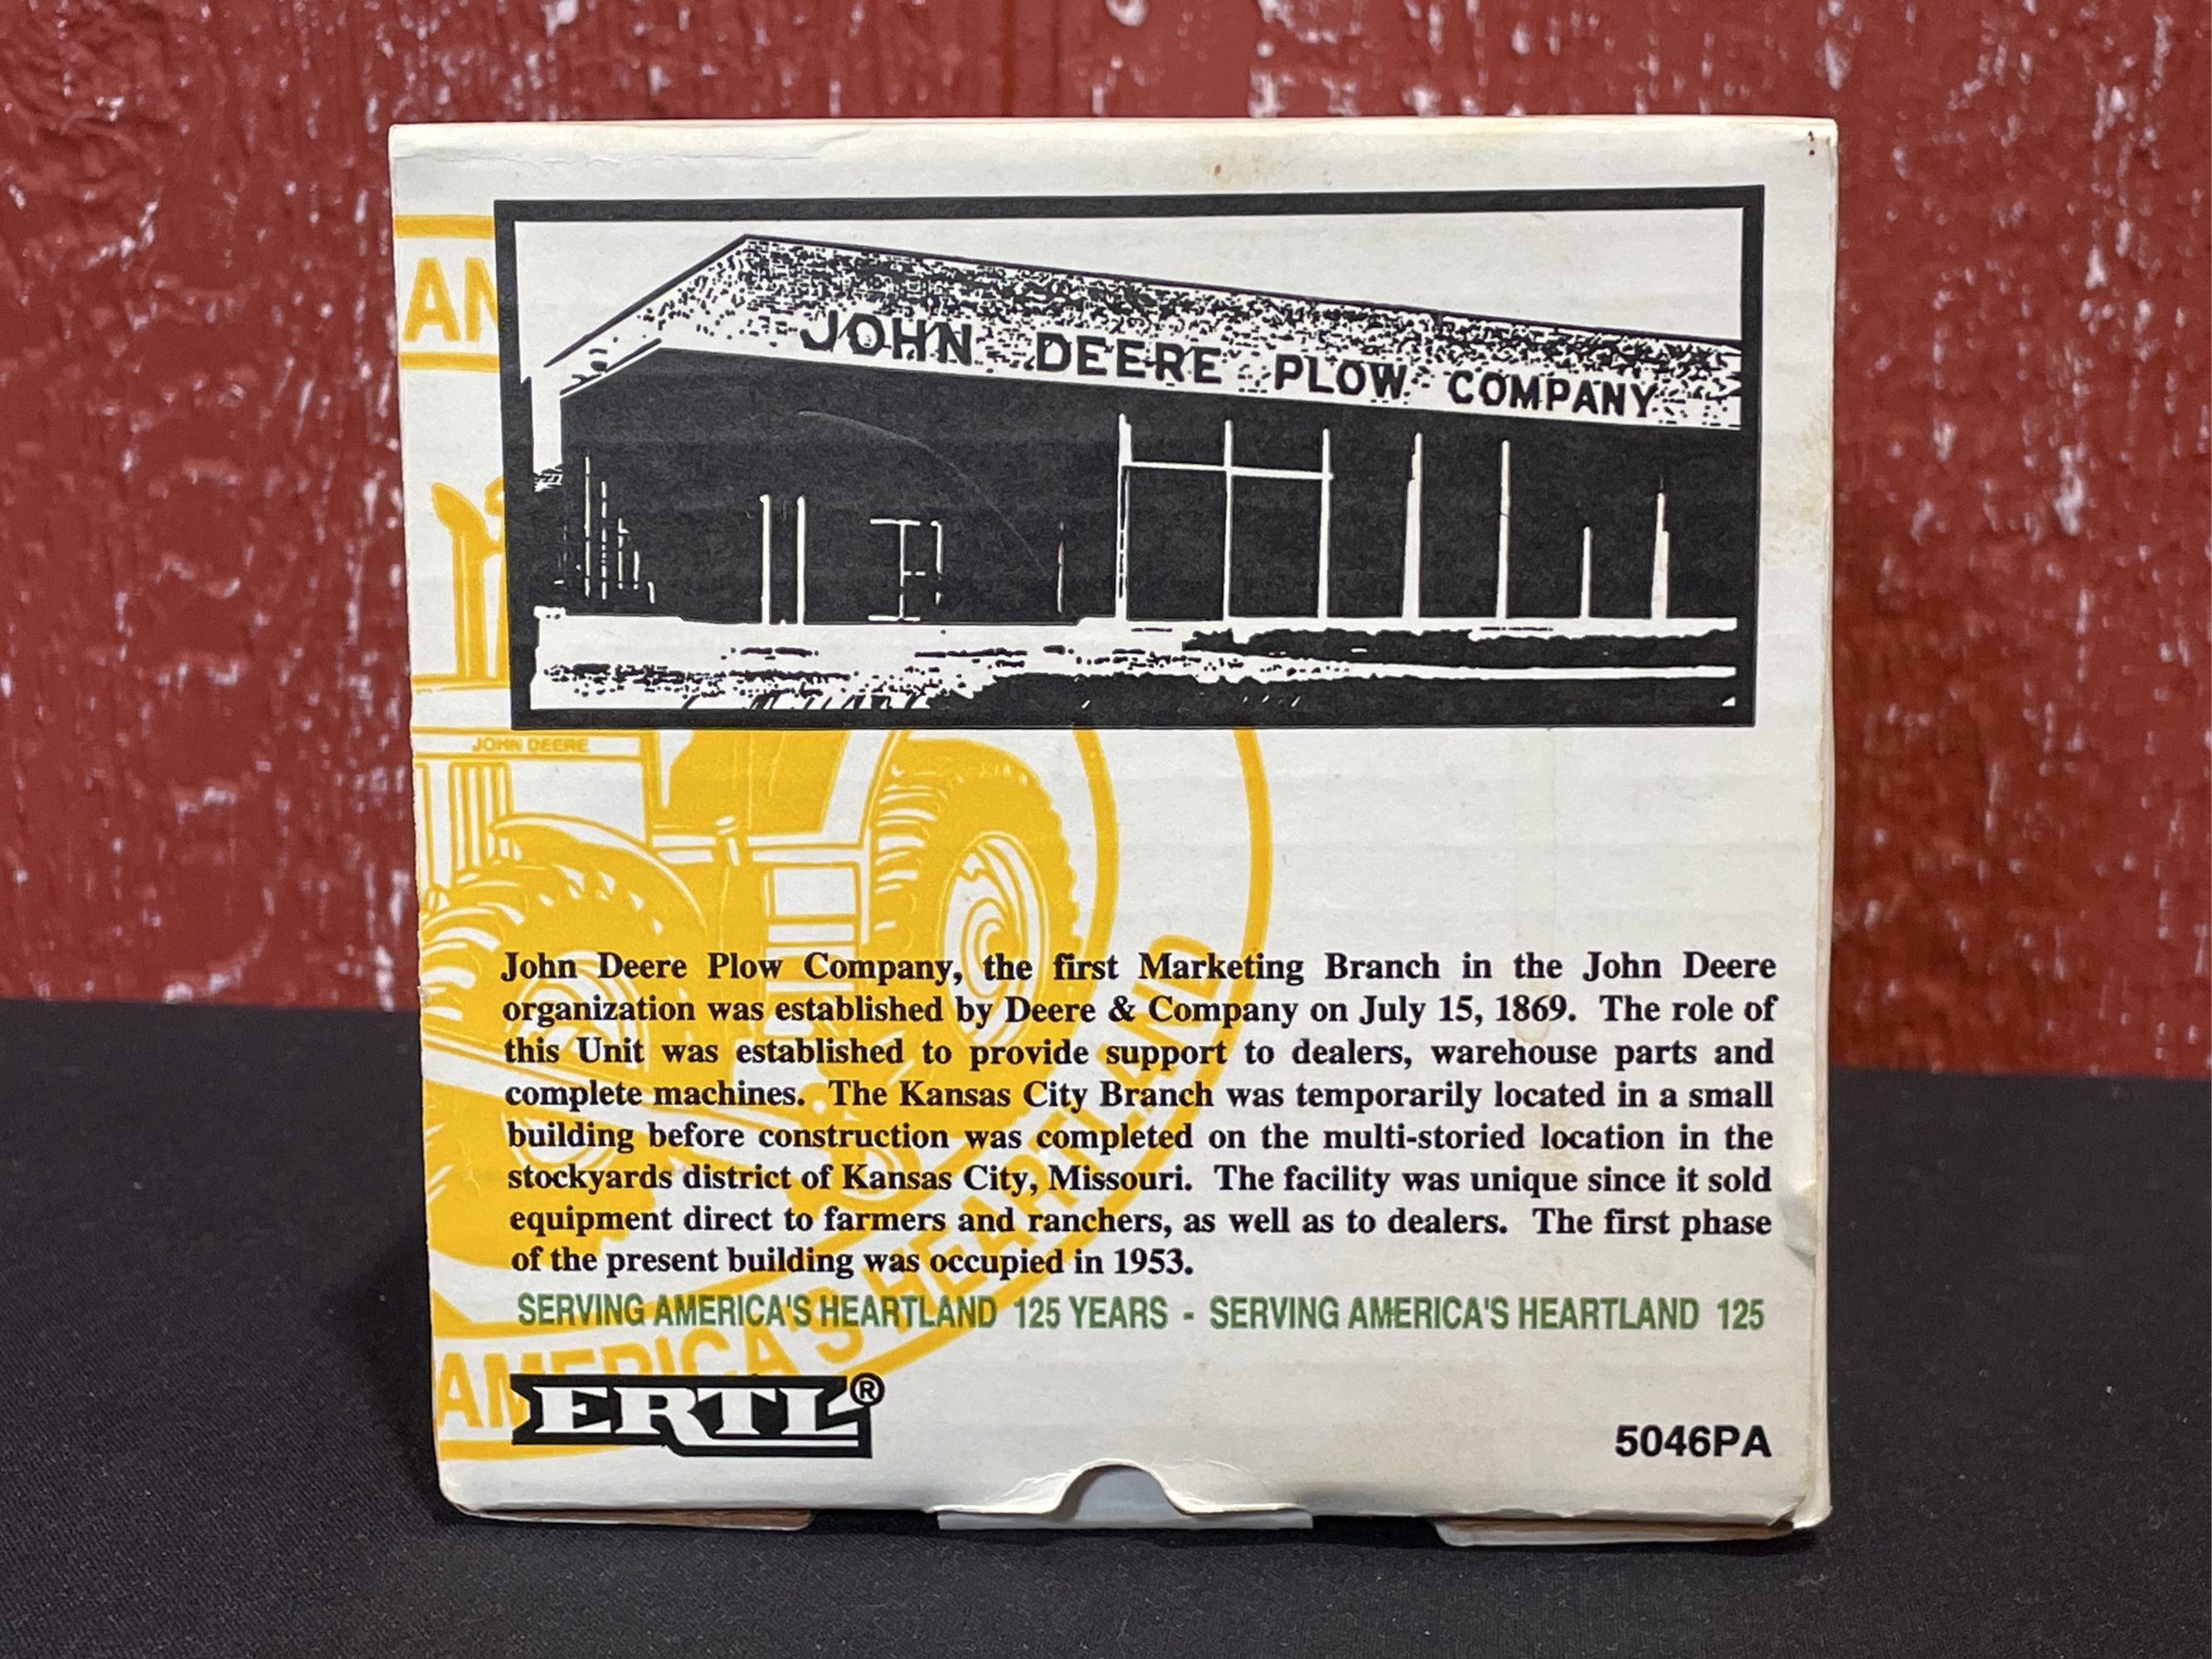 AN
JOHN DEERE PLOW COMPANY
JOHN DEERE
John Deere Plow Company, the first Marketing Branch in the John Deere
organization was established by Deere & Company on July 15, 1869. The role of
this Unit was established to provide support to dealers, warehouse parts and
complete machines. The Kansas City Branch was temporarily located in a small
building before construction was completed on the multi-storied location in the
stockyards district of Kansas City, Missouri. The facility was unique since it sold
equipment direct to farmers and ranchers, as well as to dealers. The first phase
of the present building was occupied in 1953.
SERVING AMERICA'S HEARTLAND 125 YEARS - SERVING AMERICA'S HEARTLAND 125
AMERICA'S HEARTLAND
ERTL®
5046PA